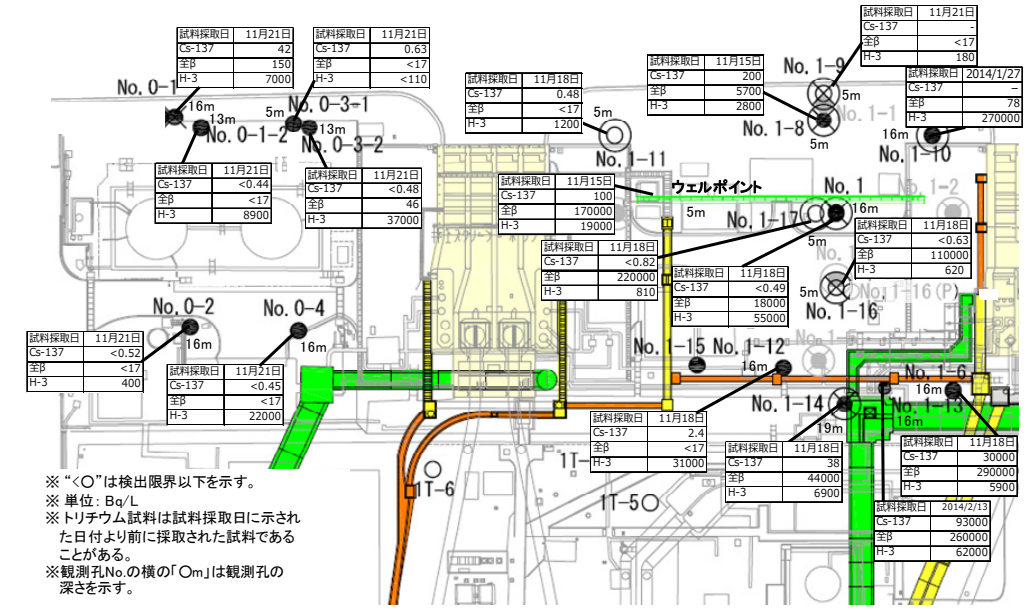 試料採取日 11月21日
Cs-137 42
全β 150
H-3 7000
試料採取日 11月21日
Cs-137 0.63
全β <17
H-3 <110
試料採取日 11月18日
Cs-137 0.48
全β <17
H-3 1200
試料採取日 11月15日
Cs-137 200
全β 5700
H-3 2800
試料採取日 11月21日
Cs-137 -
全β <17
H-3 180
試料採取日 2014/1/27
Cs-137 -
全β 78
H-3 270000
No. 0-1
16m
13m
No. 0-1-2
5m
No. 0-3-1
13m
No. 0-3-2
5m
No. 1-11
No. 1-9
5m
No. 1-1
No. 1-8
5m
16m
No. 1-10
試料採取日 11月21日
Cs-137 <0.44
全β <17
H-3 8900
試料採取日 11月21日
Cs-137 <0.48
全β 46
H-3 37000
試料採取日 11月15日
Cs-137 100
全β 170000
H-3 19000
ウェルポイント
5m
No. 1-17
5m
No. 1
16m
No. 1-2
試料採取日 11月18日
Cs-137 <0.82
全β 220000
H-3 810
試料採取日 11月18日
Cs-137 <0.49
全β 18000
H-3 55000
試料採取日 11月18日
Cs-137 <0.63
全β 110000
H-3 620
5m
No. 1-16(P)
No. 1-16
No. 0-2
16m
No. 0-4
16m
試料採取日 11月21日
Cs-137 <0.52
全β <17
H-3 400
試料採取日 11月21日
Cs-137 <0.45
全β <17
H-3 22000
No. 1-15
No. 1-12
16m
No. 1-14
19m
No. 1-6
16m
No. 1-13
16m
試料採取日 11月18日
Cs-137 2.4
全β <17
H-3 31000
試料採取日 11月18日
Cs-137 38
全β 44000
H-3 6900
試料採取日 11月18日
Cs-137 30000
全β 290000
H-3 5900
試料採取日 2014/2/13
Cs-137 93000
全β 260000
H-3 62000
1T-6
1T-
1T-5
※ “<○”は検出限界以下を示す。
※ 単位: Bq/L
※トリチウム試料は試料採取日に示され
た日付より前に採取された試料である
ことがある。
※観測孔No.の横の「○m」は観測孔の
深さを示す。